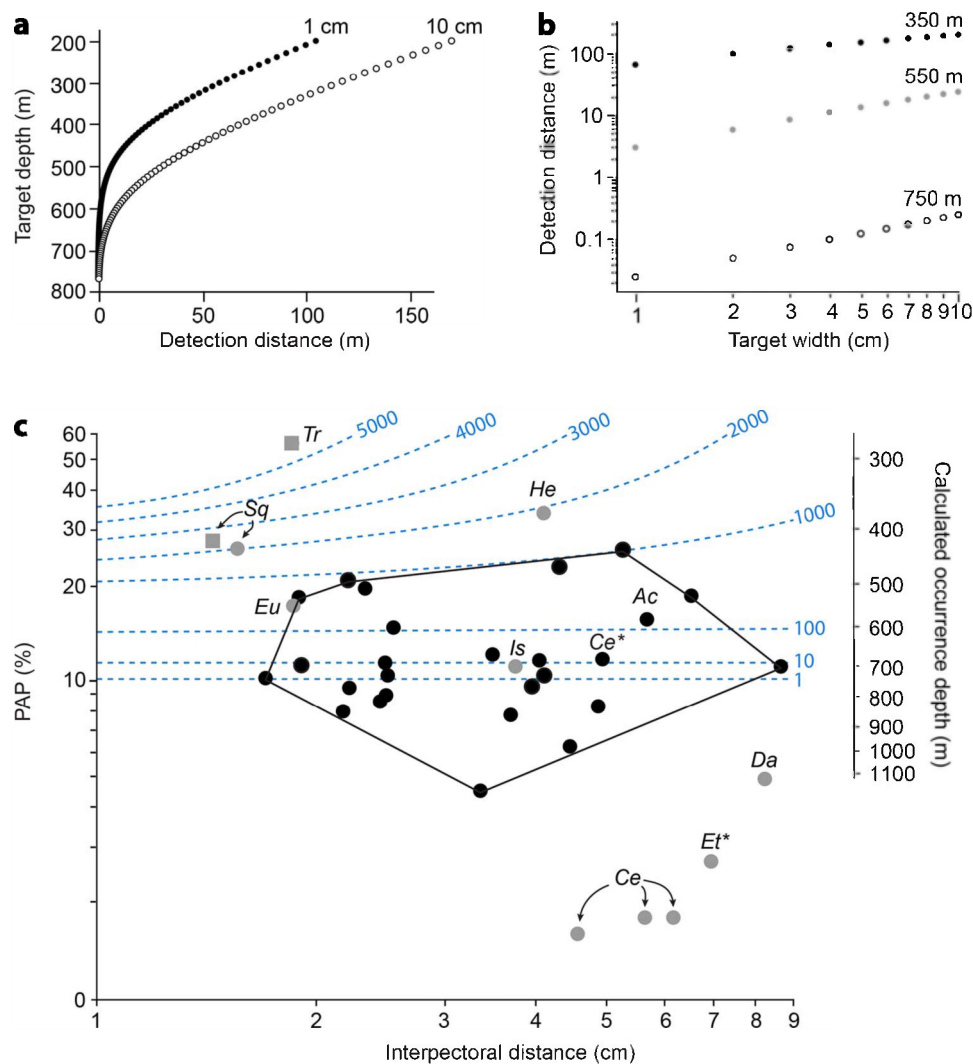 a
1 cm
10 cm
Target depth (m)
200
300
400
500
600
700
800
0
50
100
150
Detection distance (m)
b
350 m
550 m
750 m
Detection distance (m)
100
10
1
0.1
1
2
3
4
5
6
7
8
9
10
Target width (cm)
c
5000
4000
3000
2000
1000
100
10
1
Tr
He
Sq
Eu
Ac
Is
Ce*
Da
Et*
Ce
PAP (%)
60
50
40
30
20
10
0
Calculated occurrence depth (m)
300
400
500
600
700
800
900
1000
1100
1
2
3
4
5
6
7
8
9
Interpectoral distance (cm)